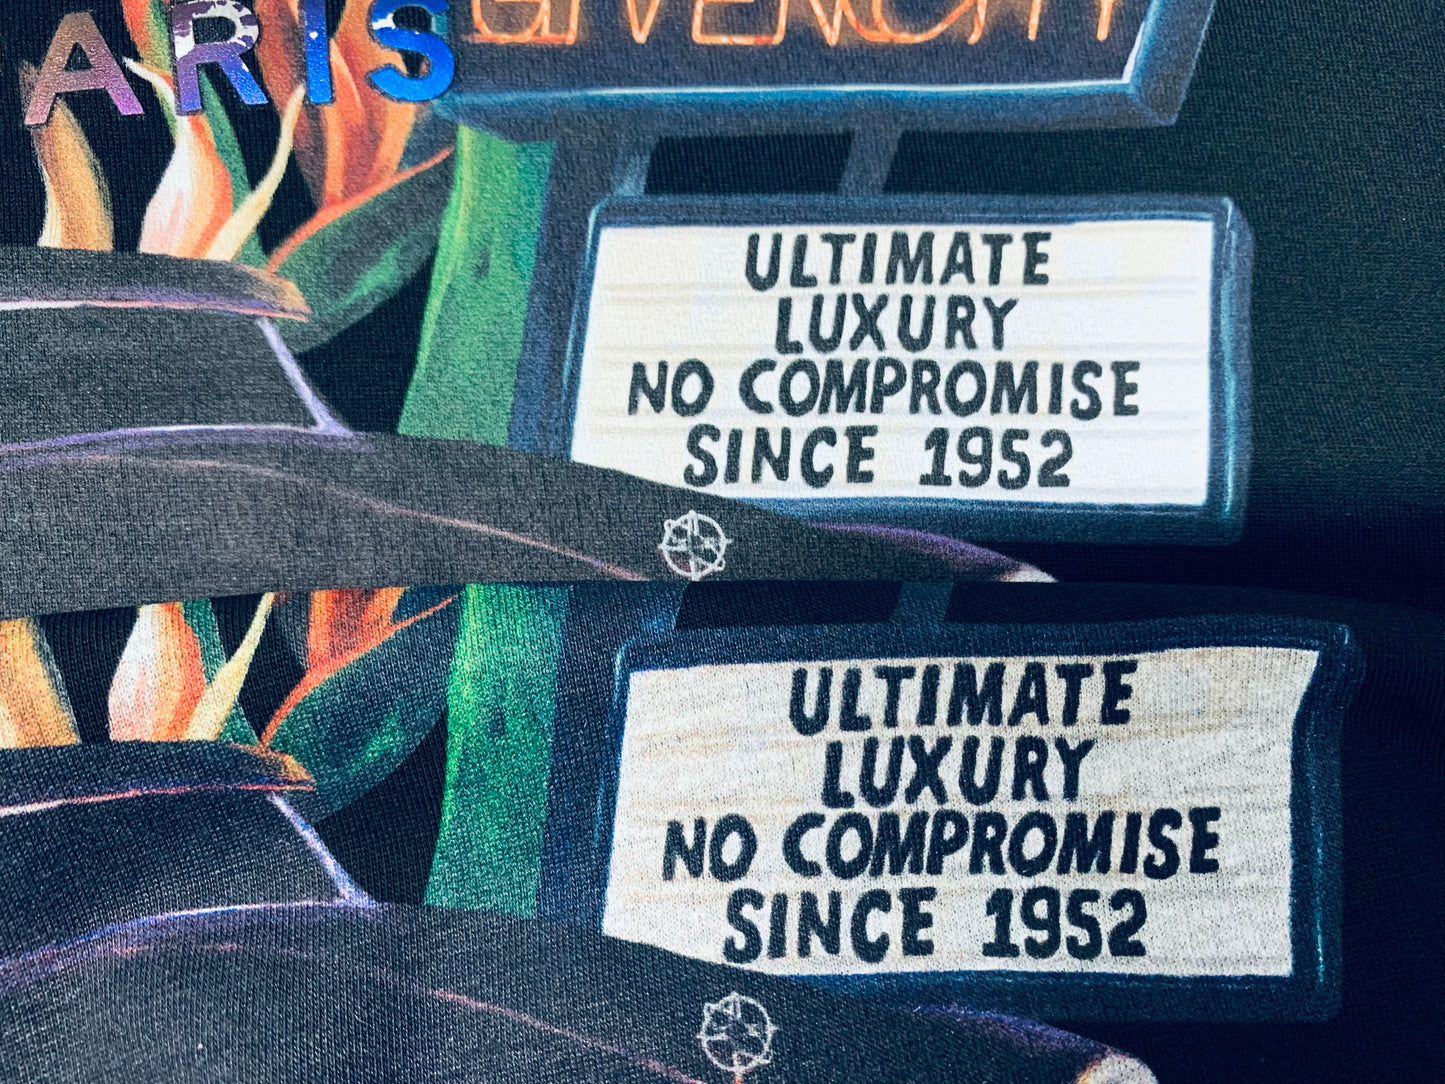 ARIS
GIVENCHY
ULTIMATE
LUXURY
NO COMPROMISE
SINCE 1952
ULTIMATE
LUXURY
NO COMPROMISE
SINCE 1952